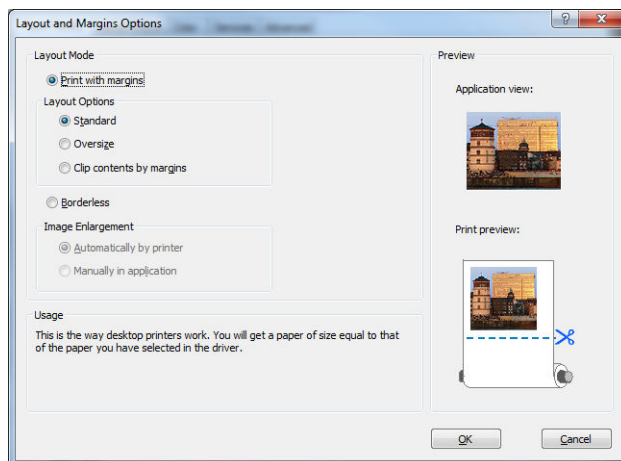 Layout and Margins Options
Layout Mode
Print with margins
Layout Options
Standard
Oversize
Clip contents by margins
Borderless
Image Enlargement
Automatically by printer
Manually in application
Usage
This is the way desktop printers work. You will get a paper of size equal to that
of the paper you have selected in the driver.
Preview
Application view:
Print preview:
OK
Cancel